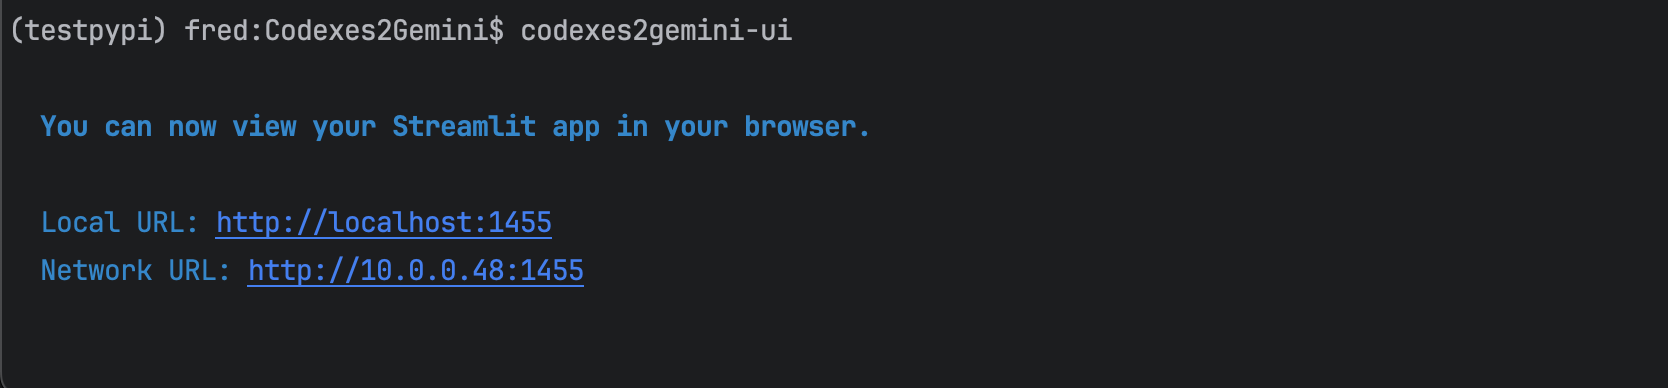 (testpypi) fred:Codexes2Gemini$ codexes2gemini-ui
You can now view your Streamlit app in your browser.
Local URL: http://localhost:1455
Network URL: http://10.0.0.48:1455